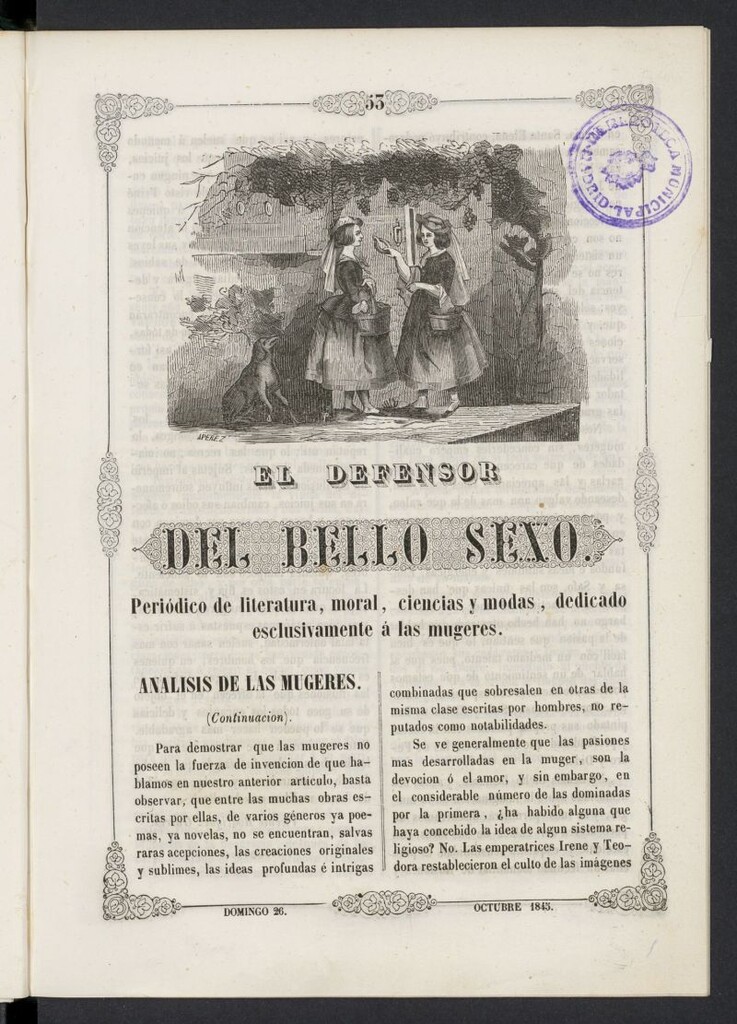 53
BIBLIOTECA MUNICIPAL
APEREZ
EL DEFENSOR
DEL BELLO SEXO.
Periódico de literatura, moral, ciencias y modas, dedicado
esclusivamente á las mugeres.
ANALISIS DE LAS MUGERES.
(Continuacion).
Para demostrar que las mugeres no
poseen la fuerza de invencion de que ha-
blamos en nuestro anterior artículo, basta
observar, que entre las muchas obras es-
critas por ellas, de varios géneros ya poe-
mas, ya novelas, no se encuentran, salvas
raras acepciones, las creaciones originales
y sublimes, las ideas profundas é intrigas
combinadas que sobresalen en otras de la
misma clase escritas por hombres, no re-
putados como notabilidades.
Se ve generalmente que las pasiones
mas desarrolladas en la muger, son la
devocion ó el amor, y sin embargo, en
el considerable número de las dominadas
por la primera, ¿ha habido alguna que
haya concebido la idea de algun sistema re-
ligioso? No. Las emperatrices Irene y Teo-
dora restablecieron el culto de las imágenes
DOMINGO 26.
OCTUBRE 1845.